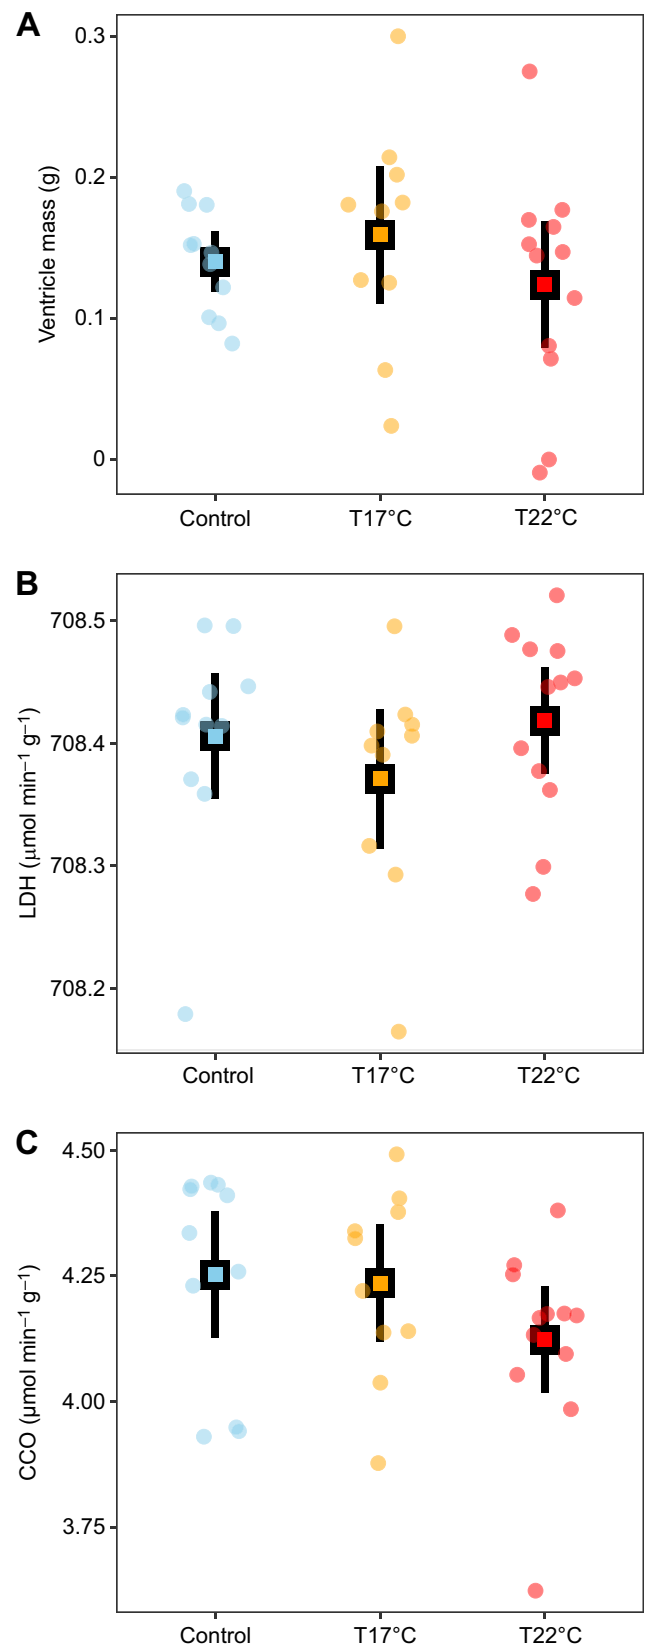 A
0.3
0.2
0.1
0
Ventricle mass (g)
Control T17°C T22°C
B
708.5
708.4
708.3
708.2
LDH (µmol min⁻¹ g⁻¹)
Control T17°C T22°C
C
4.50
4.25
4.00
3.75
CCO (µmol min⁻¹ g⁻¹)
Control T17°C T22°C